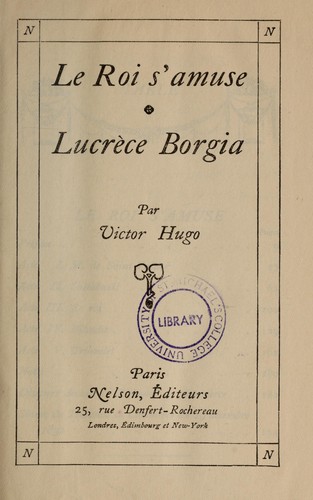 N N
Le Roi s'amuse
Lucrèce Borgia
Par
Victor Hugo
ST. MICHAEL'S COLLEGE
UNIVERSITY
LIBRARY
Paris
Nelson, Éditeurs
25, rue Denfert-Rochereau
Londres, Édimbourg et New-York
N N